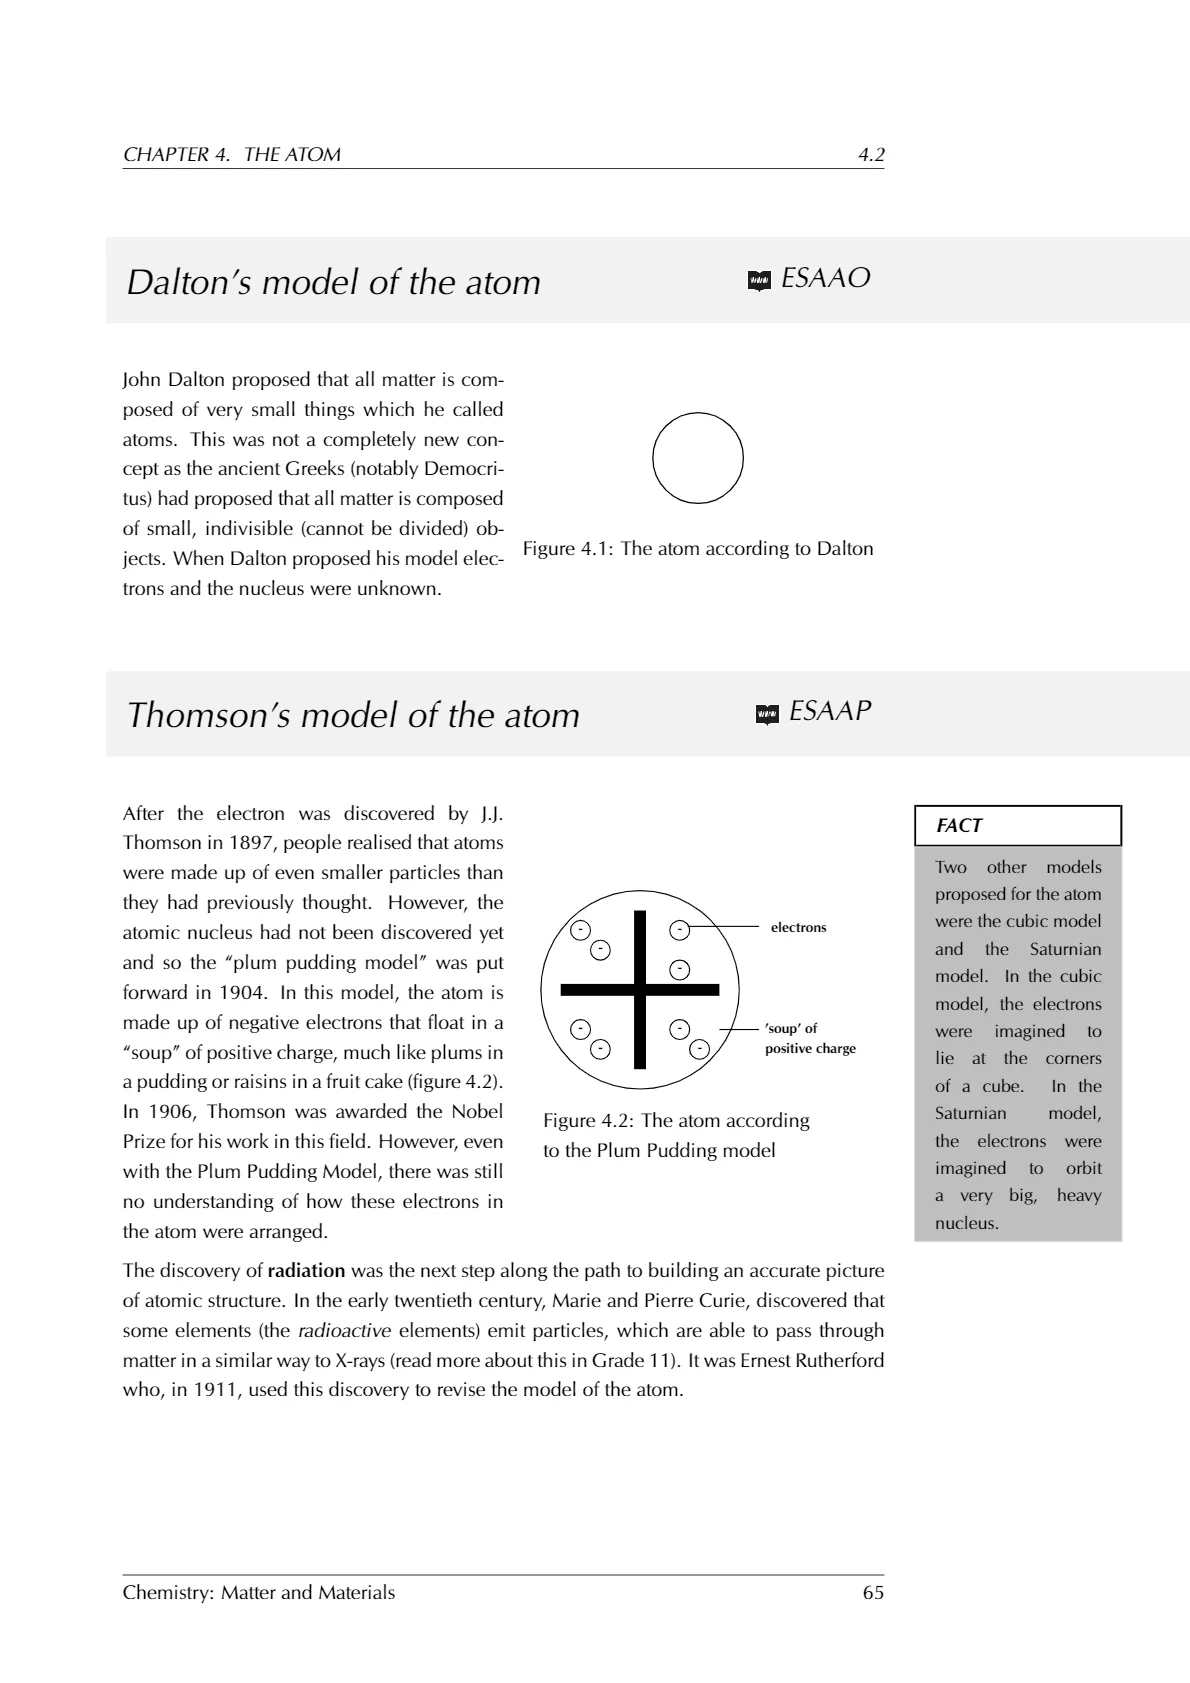 CHAPTER 4. THE ATOM 4.2
Dalton’s model of the atom
www ESAAO
John Dalton proposed that all matter is com-
posed of very small things which he called
atoms. This was not a completely new con-
cept as the ancient Greeks (notably Democri-
tus) had proposed that all matter is composed
of small, indivisible (cannot be divided) ob-
jects. When Dalton proposed his model elec-
trons and the nucleus were unknown.
Figure 4.1: The atom according to Dalton
Thomson’s model of the atom
www ESAAP
After the electron was discovered by J.J.
Thomson in 1897, people realised that atoms
were made up of even smaller particles than
they had previously thought. However, the
atomic nucleus had not been discovered yet
and so the “plum pudding model” was put
forward in 1904. In this model, the atom is
made up of negative electrons that float in a
“soup” of positive charge, much like plums in
a pudding or raisins in a fruit cake (figure 4.2).
In 1906, Thomson was awarded the Nobel
Prize for his work in this field. However, even
with the Plum Pudding Model, there was still
no understanding of how these electrons in
the atom were arranged.
- - electrons
-
-
- - ’soup’ of
- - positive charge
Figure 4.2: The atom according
to the Plum Pudding model
FACT
Two other models
proposed for the atom
were the cubic model
and the Saturnian
model. In the cubic
model, the electrons
were imagined to
lie at the corners
of a cube. In the
Saturnian model,
the electrons were
imagined to orbit
a very big, heavy
nucleus.
The discovery of radiation was the next step along the path to building an accurate picture
of atomic structure. In the early twentieth century, Marie and Pierre Curie, discovered that
some elements (the radioactive elements) emit particles, which are able to pass through
matter in a similar way to X-rays (read more about this in Grade 11). It was Ernest Rutherford
who, in 1911, used this discovery to revise the model of the atom.
Chemistry: Matter and Materials 65